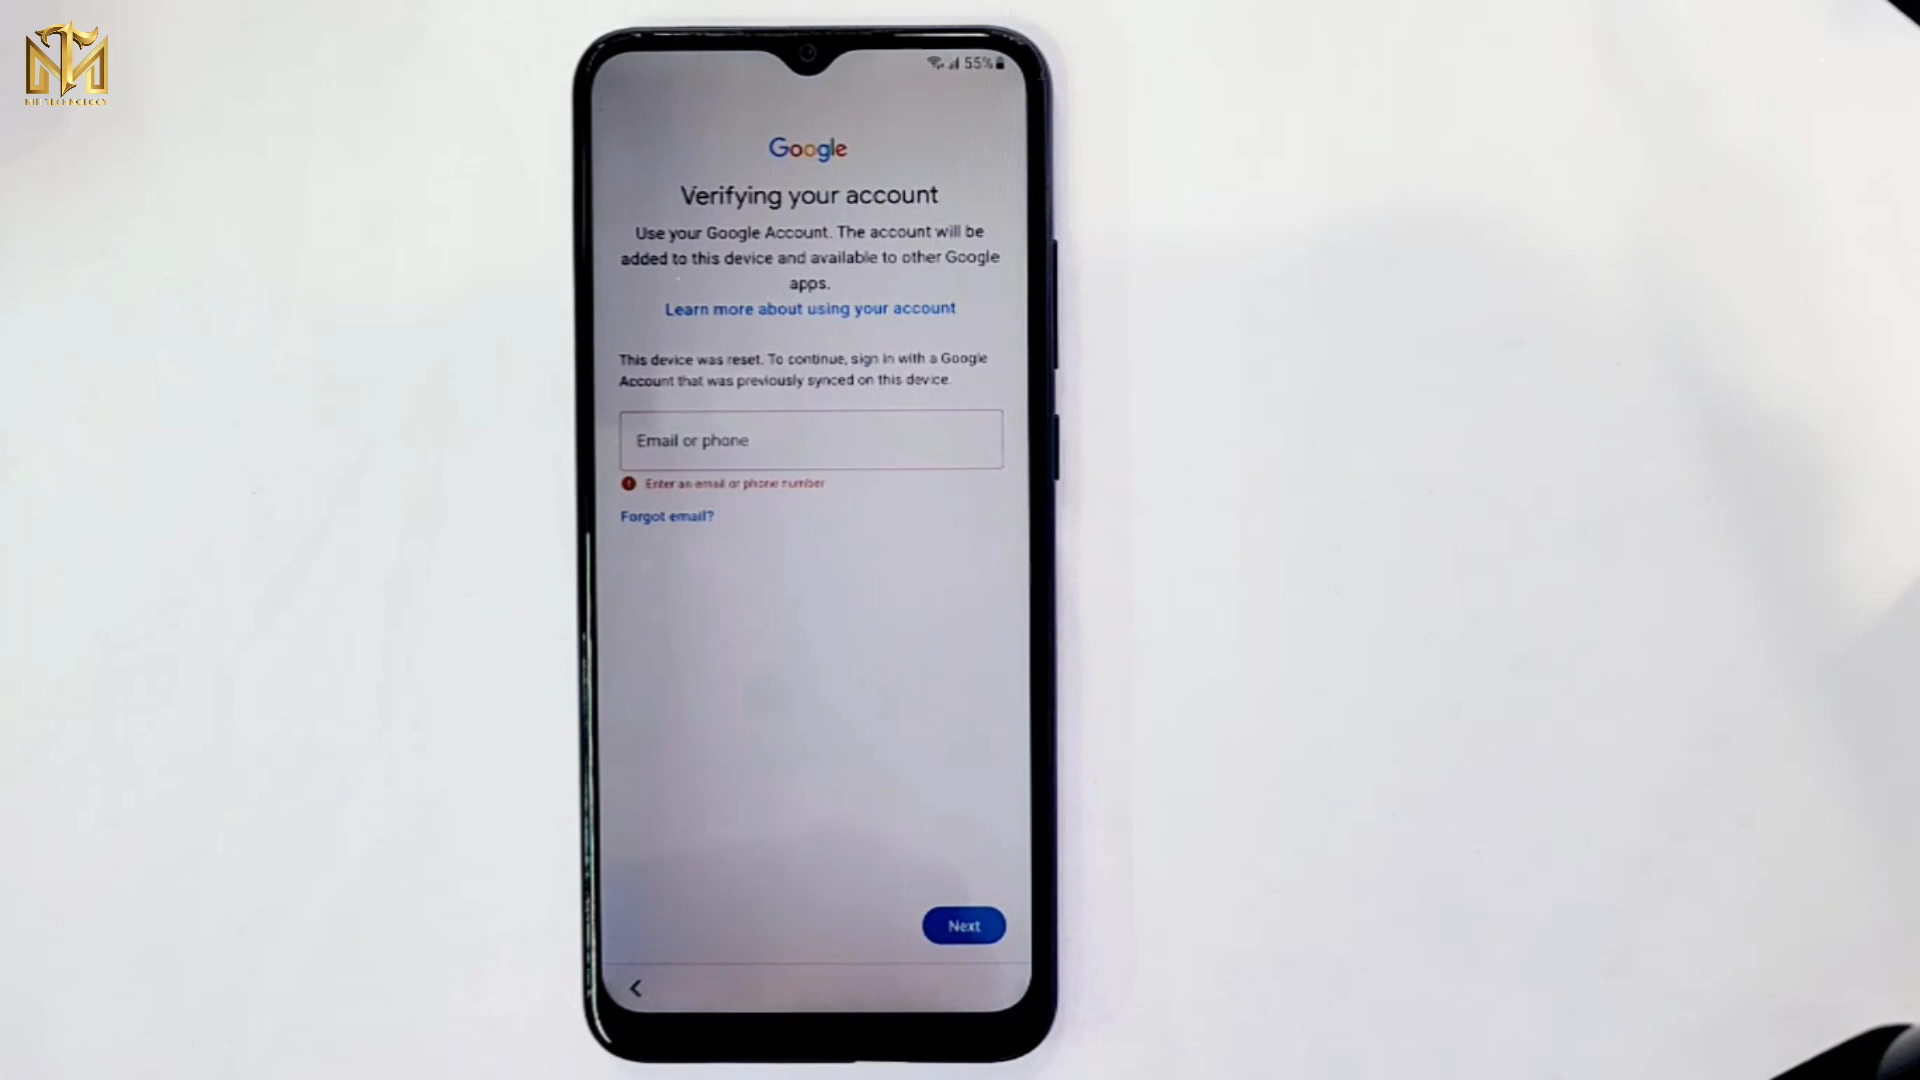 55%
Google
Verifying your account
Use your Google Account. The account will be
added to this device and available to other Google
apps.
Learn more about using your account
This device was reset. To continue, sign in with a Google
Account that was previously synced on this device.
Email or phone
Enter an email or phone number
Forgot email?
Next